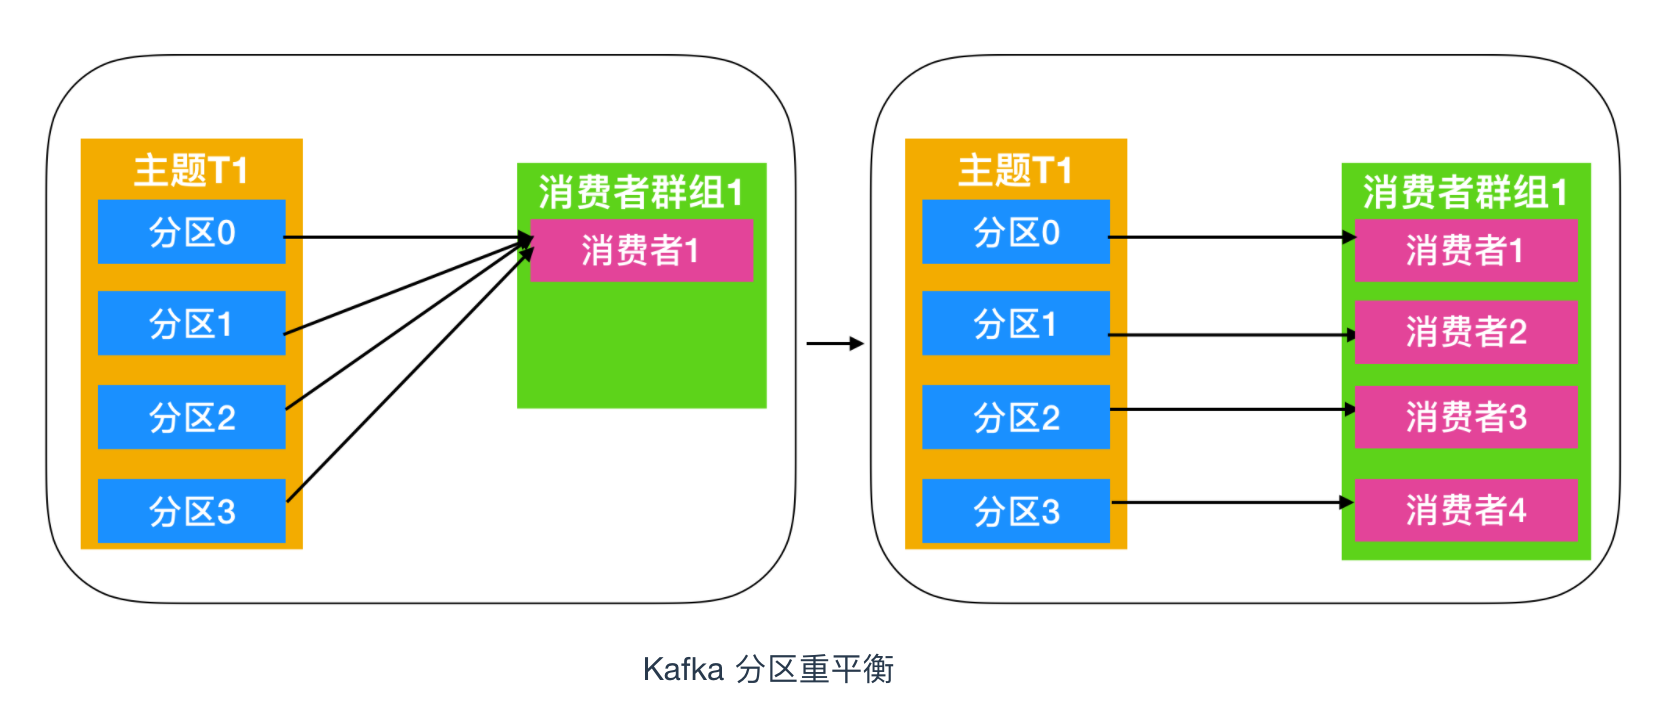 主题T1
分区0
分区1
分区2
分区3
消费者群组1
消费者1
主题T1
分区0
分区1
分区2
分区3
消费者群组1
消费者1
消费者2
消费者3
消费者4
Kafka 分区重平衡